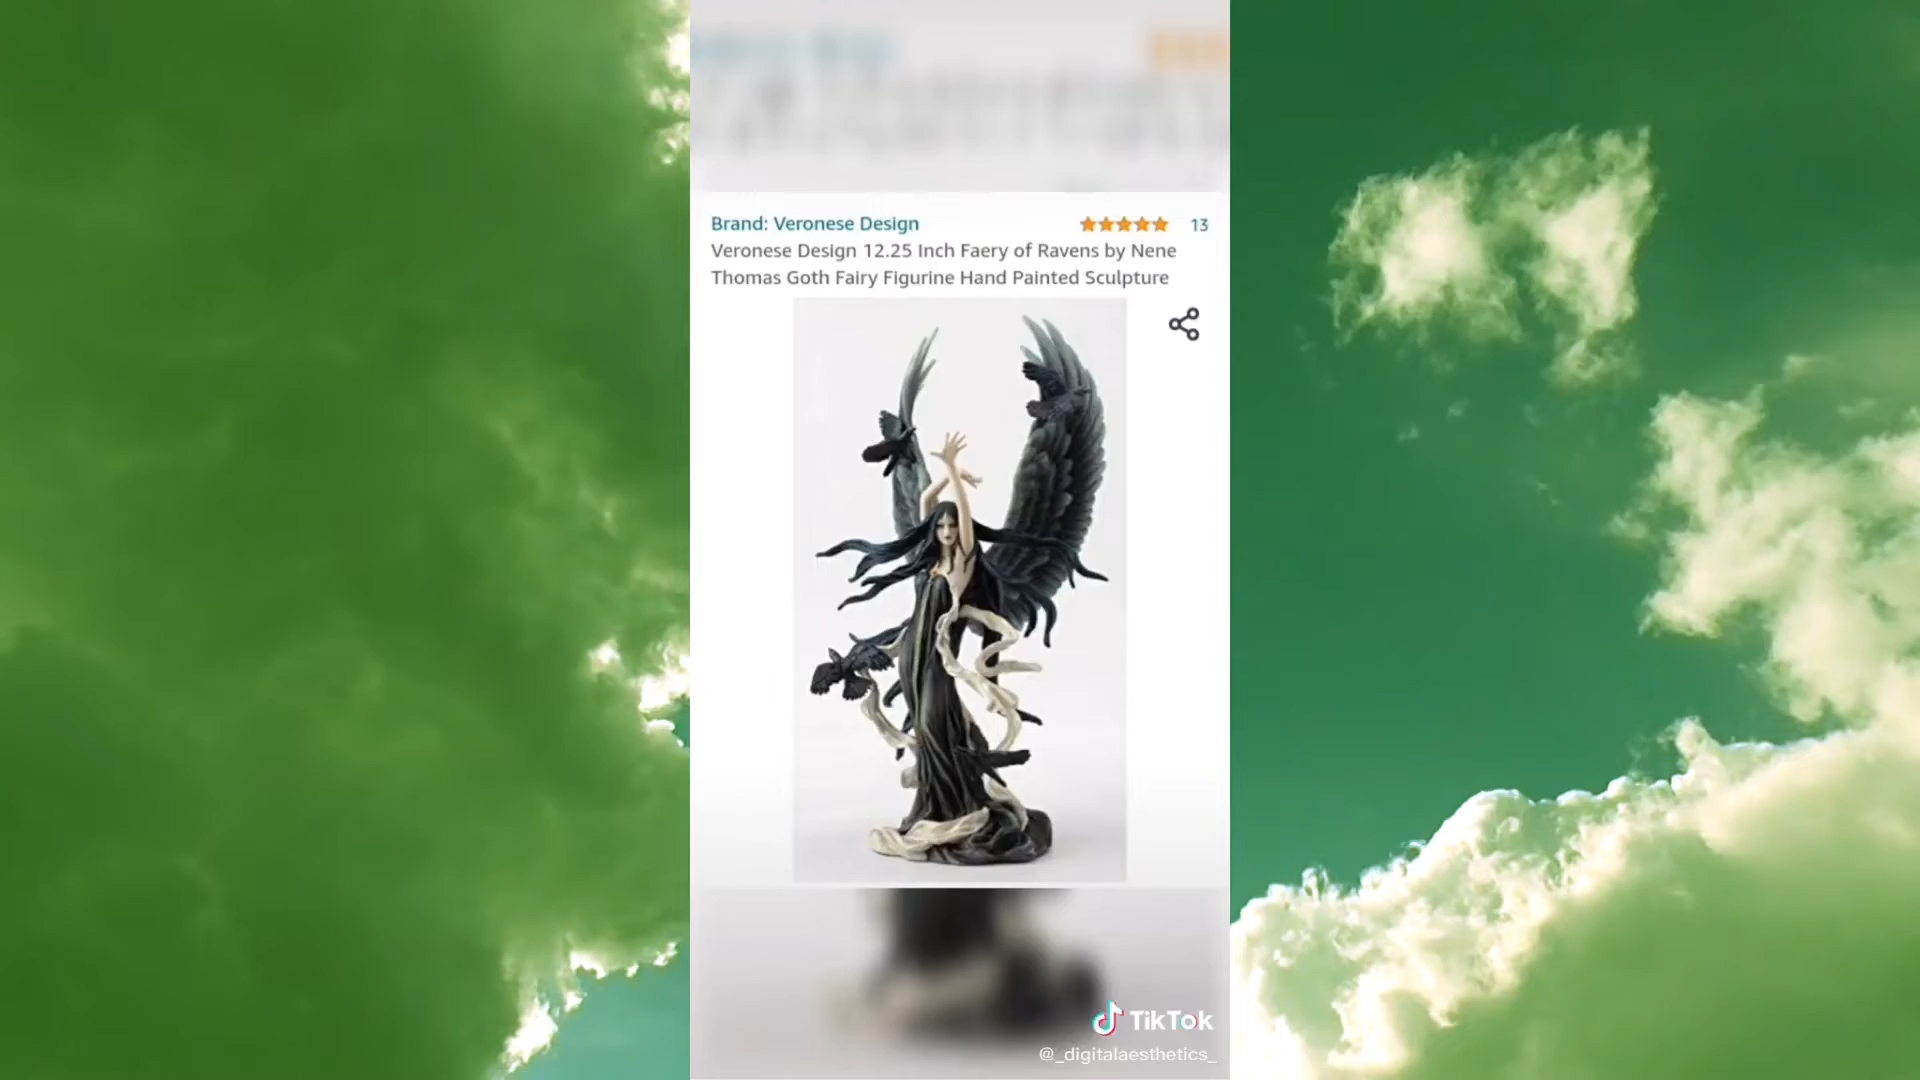 Brand: Veronese Design 13
Veronese Design 12.25 Inch Faery of Ravens by Nene
Thomas Goth Fairy Figurine Hand Painted Sculpture
TikTok
@_digitalaesthetics_